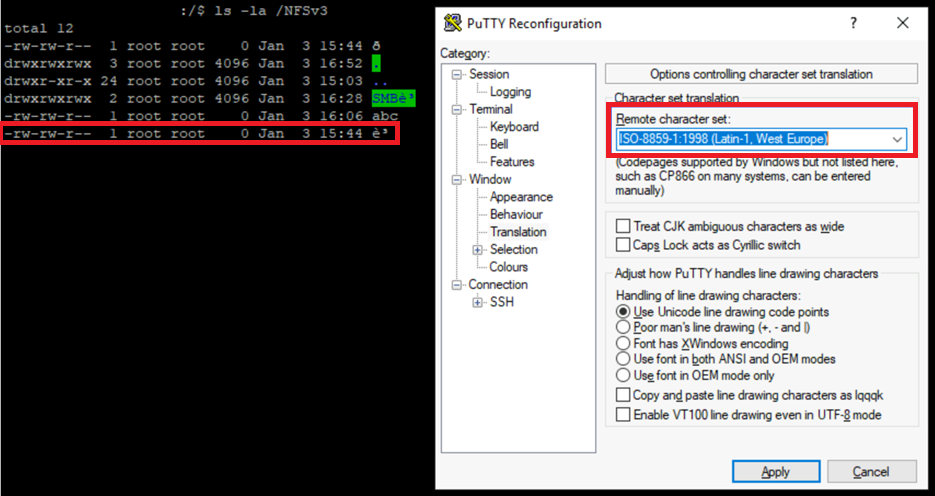 :/$ ls -la /NFSv3
total 12
-rw-rw-r-- 1 root root 0 Jan 3 15:44 ð
drwxrwxrwx 3 root root 4096 Jan 3 16:52 .
drwxr-xr-x 24 root root 4096 Jan 3 15:03 ..
drwxrwxrwx 2 root root 4096 Jan 3 16:28 SMBè³
-rw-rw-r-- 1 root root 0 Jan 3 16:06 abc
-rw-rw-r-- 1 root root 0 Jan 3 15:44 è³
PuTTY Reconfiguration
?
Category:
Session
Logging
Terminal
Keyboard
Bell
Features
Window
Appearance
Behaviour
Translation
Selection
Colours
Connection
SSH
Options controlling character set translation
Character set translation
Remote character set:
ISO-8859-1:1998 (Latin-1, West Europe)
(Codepages supported by Windows but not listed here,
such as CP866 on many systems, can be entered
manually)
Treat CJK ambiguous characters as wide
Caps Lock acts as Cyrillic switch
Adjust how PuTTY handles line drawing characters
Handling of line drawing characters:
Use Unicode line drawing code points
Poor man's line drawing (+, - and |)
Font has XWindows encoding
Use font in both ANSI and OEM modes
Use font in OEM mode only
Copy and paste line drawing characters as lqqqk
Enable VT100 line drawing even in UTF-8 mode
Apply
Cancel